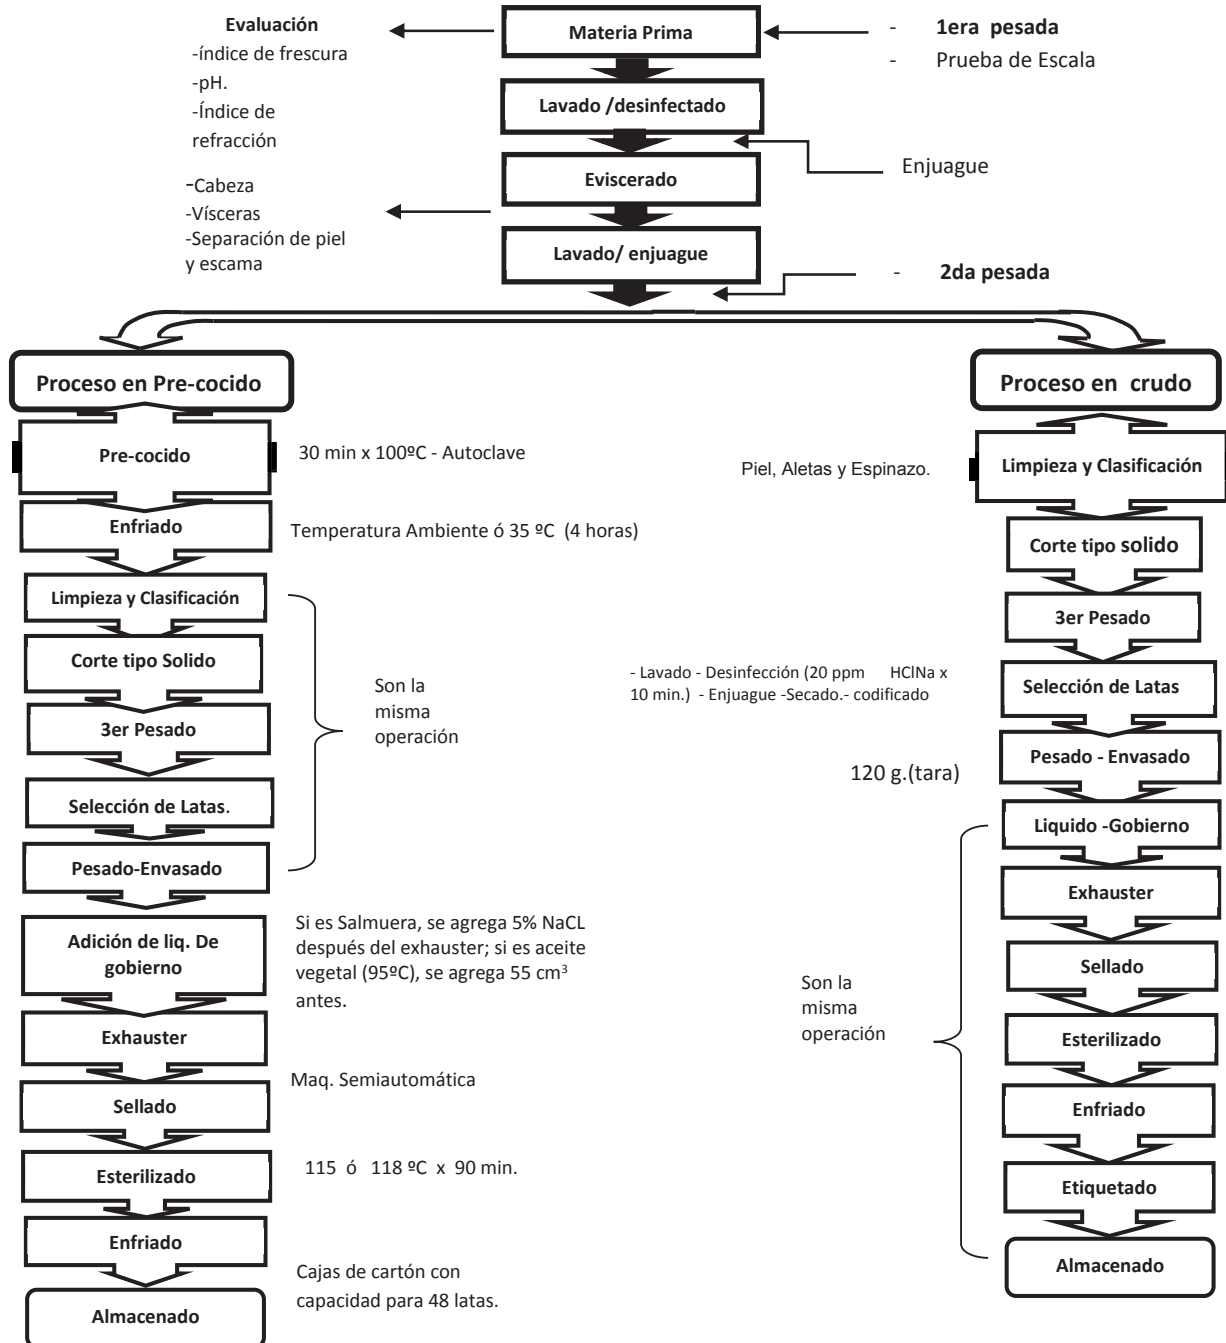 Evaluación
-índice de frescura
-pH.
-Índice de
refracción
Materia Prima
- 1era pesada
- Prueba de Escala
Lavado /desinfectado
Enjuague
Eviscerado
-Cabeza
-Vísceras
-Separación de piel
y escama
Lavado/ enjuague
- 2da pesada
Proceso en Pre-cocido
Pre-cocido
30 min x 100ºC - Autoclave
Enfriado
Temperatura Ambiente ó 35 ºC (4 horas)
Limpieza y Clasificación
Corte tipo Solido
3er Pesado
Selección de Latas.
Pesado-Envasado
Son la
misma
operación
Adición de liq. De
gobierno
Si es Salmuera, se agrega 5% NaCL
después del exhauster; si es aceite
vegetal (95ºC), se agrega 55 cm³
antes.
Exhauster
Maq. Semiautomática
Sellado
Esterilizado
115 ó 118 ºC x 90 min.
Enfriado
Cajas de cartón con
capacidad para 48 latas.
Almacenado
Proceso en crudo
Piel, Aletas y Espinazo.
Limpieza y Clasificación
Corte tipo solido
3er Pesado
- Lavado - Desinfección (20 ppm HClNa x
10 min.) - Enjuague -Secado.- codificado
Selección de Latas
Pesado - Envasado
120 g.(tara)
Liquido -Gobierno
Exhauster
Sellado
Son la
misma
operación
Esterilizado
Enfriado
Etiquetado
Almacenado